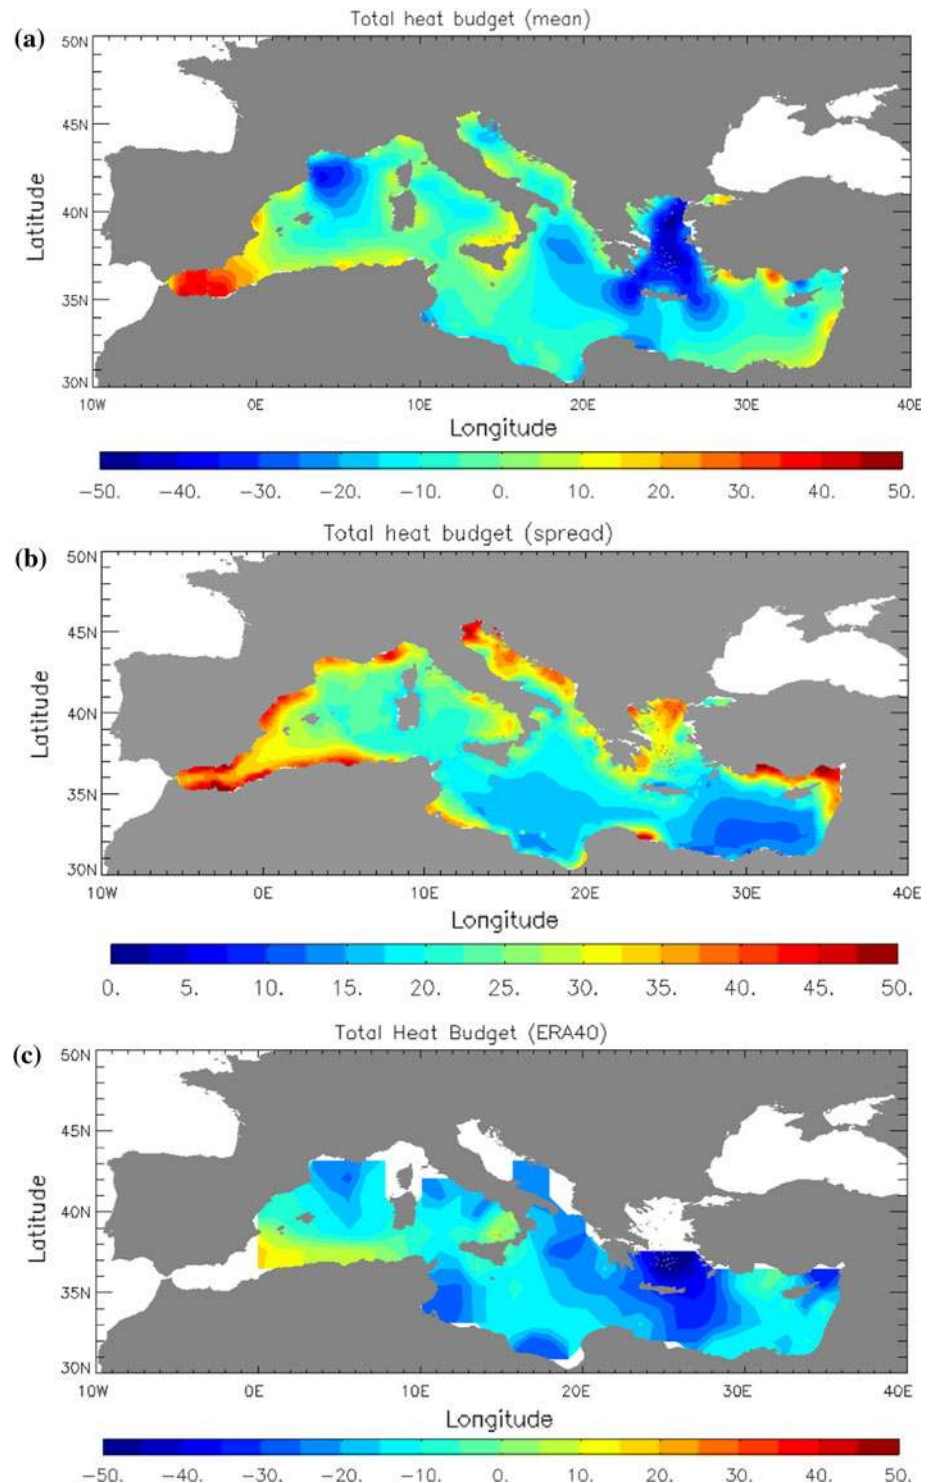 Total heat budget (mean)
(a)
50N
45N
40N
35N
30N
Latitude
10W 0E 10E 20E 30E 40E
Longitude
−50. −40. −30. −20. −10. 0. 10. 20. 30. 40. 50.
Total heat budget (spread)
(b)
50N
45N
40N
35N
30N
Latitude
10W 0E 10E 20E 30E 40E
Longitude
0. 5. 10. 15. 20. 25. 30. 35. 40. 45. 50.
Total Heat Budget (ERA40)
(c)
50N
45N
40N
35N
30N
Latitude
10W 0E 10E 20E 30E 40E
Longitude
−50. −40. −30. −20. −10. 0. 10. 20. 30. 40. 50.